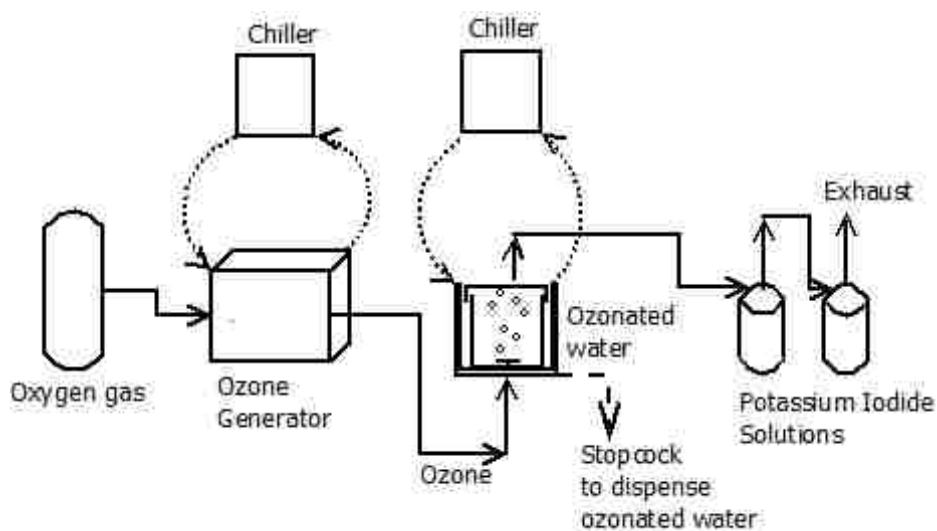 Chiller
Chiller
Exhaust
Oxygen gas
Ozone
Generator
Ozonated
water
Potassium Iodide
Solutions
Ozone
Stopcock
to dispense
ozonated water